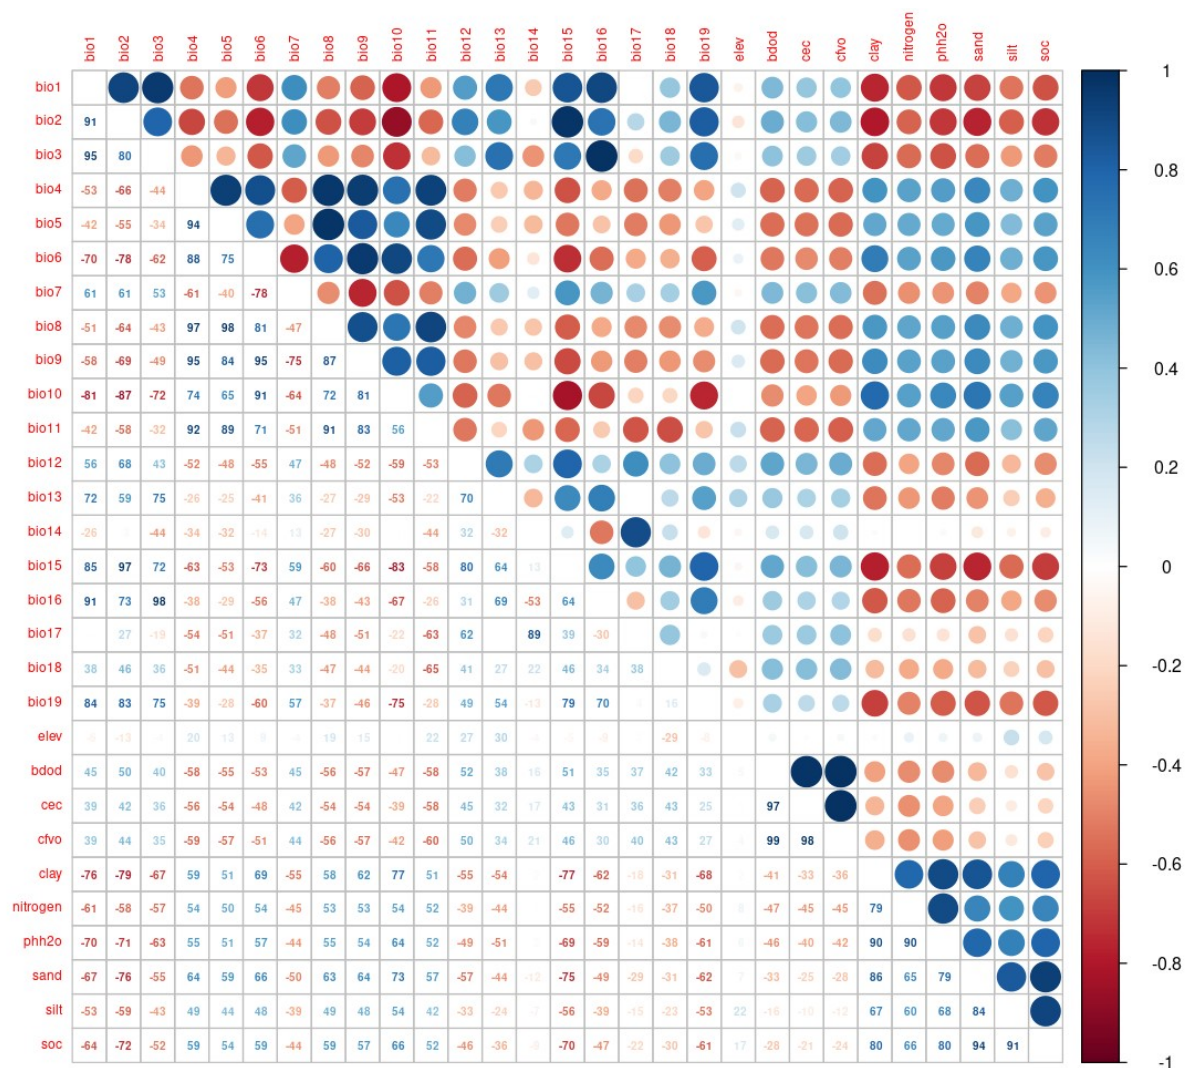 bio1 bio2 bio3 bio4 bio5 bio6 bio7 bio8 bio9 bio10 bio11 bio12 bio13 bio14 bio15 bio16 bio17 bio18 bio19 elev bdod cec cfvo clay nitrogen phh2o sand silt soc
1
bio1
bio2 91
bio3 95 80
0.8
bio4 -53 -66 -44
bio5 -42 -55 -34 94
bio6 -70 -78 -62 88 75
0.6
bio7 61 61 53 -61 -40 -78
bio8 -51 -64 -43 97 98 81 -47
bio9 -58 -69 -49 95 84 95 -75 87
0.4
bio10 -81 -87 -72 74 65 91 -64 72 81
bio11 -42 -58 -32 92 89 71 -51 91 83 56
bio12 56 68 43 -52 -48 -55 47 -48 -52 -59 -53
0.2
bio13 72 59 75 -26 -25 -41 36 -27 -29 -53 -22 70
bio14 -26 -44 -34 -32 -14 13 -27 -30 -44 32 -32
bio15 85 97 72 -63 -53 -73 59 -60 -66 -83 -58 80 64 13
0
bio16 91 73 98 -38 -29 -56 47 -38 -43 -67 -26 31 69 -53 64
bio17 27 -19 -54 -51 -37 32 -48 -51 -22 -63 62 89 39 -30
bio18 38 46 36 -51 -44 -35 33 -47 -44 -20 -65 41 27 22 46 34 38
-0.2
bio19 84 83 75 -39 -28 -60 57 -37 -46 -75 -28 49 54 -13 79 70 16
elev -13 20 13 19 15 22 27 30 -29
bdod 45 50 40 -58 -55 -53 45 -56 -57 -47 -58 52 38 16 51 35 37 42 33
-0.4
cec 39 42 36 -56 -54 -48 42 -54 -54 -39 -58 45 32 17 43 31 36 43 25 97
cfvo 39 44 35 -59 -57 -51 44 -56 -57 -42 -60 50 34 21 46 30 40 43 27 99 98
clay -76 -79 -67 59 51 69 -55 58 62 77 51 -55 -54 -77 -62 -18 -31 -68 -41 -33 -36
-0.6
nitrogen -61 -58 -57 54 50 54 -45 53 53 54 52 -39 -44 -55 -52 -16 -37 -50 -47 -45 -45 79
phh2o -70 -71 -63 55 51 57 -44 55 54 64 52 -49 -51 -69 -59 -14 -38 -61 -46 -40 -42 90 90
sand -67 -76 -55 64 59 66 -50 63 64 73 57 -57 -44 -12 -75 -49 -29 -31 -62 -33 -25 -28 86 65 79
-0.8
silt -53 -59 -43 49 44 48 -39 49 48 54 42 -33 -24 -56 -39 -15 -23 -53 22 -16 -10 -12 67 60 68 84
soc -64 -72 -52 59 54 59 -44 59 57 66 52 -46 -36 -70 -47 -22 -30 -61 17 -28 -21 -24 80 66 80 94 91
-1